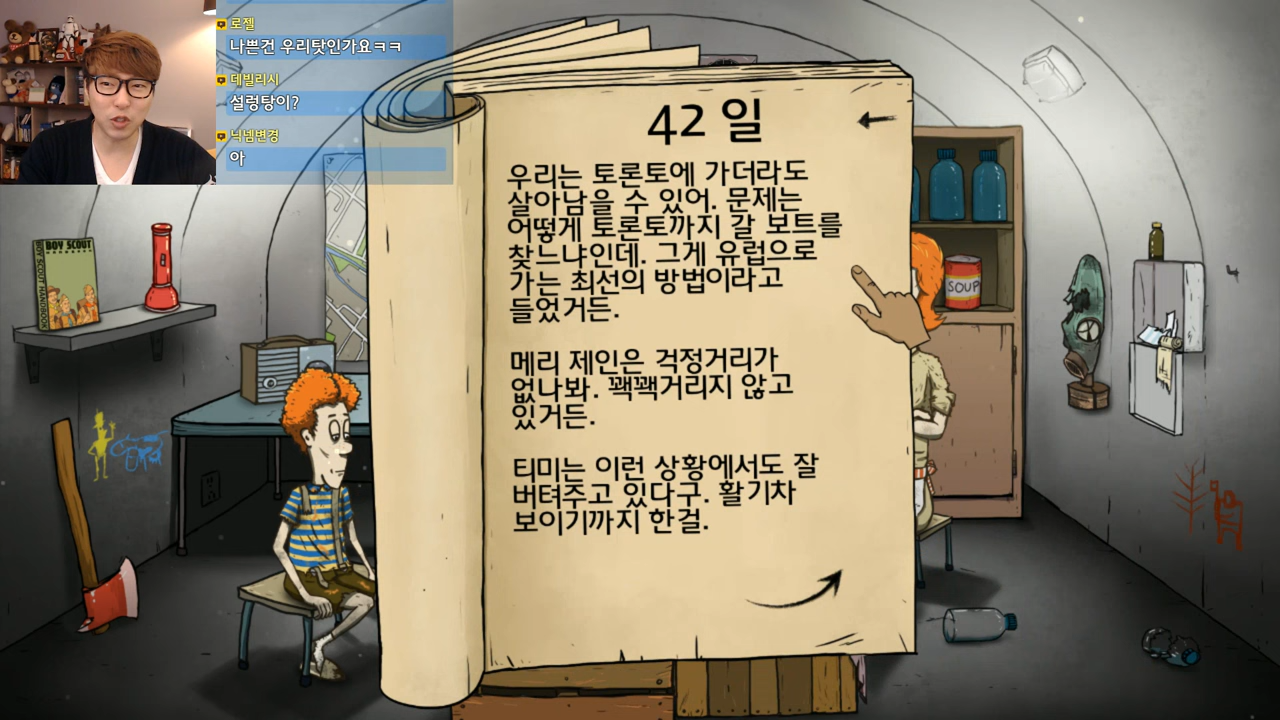 로젤
나쁜건 우리탓인가요ㅋㅋ
데빌리시
설렁탕이?
닉넴변경
아
42 일
우리는 토론토에 가더라도
살아남을 수 있어. 문제는
어떻게 토론토까지 갈 보트를
찾느냐인데. 그게 유럽으로
가는 최선의 방법이라고
들었거든.
메리 제인은 걱정거리가
없나봐. 꽥꽥거리지 않고
있거든.
티미는 이런 상황에서도 잘
버텨주고 있다구. 활기차
보이기까지 한걸.
BOY SCOUT
BOY SCOUT HANDBOOK
SOUP